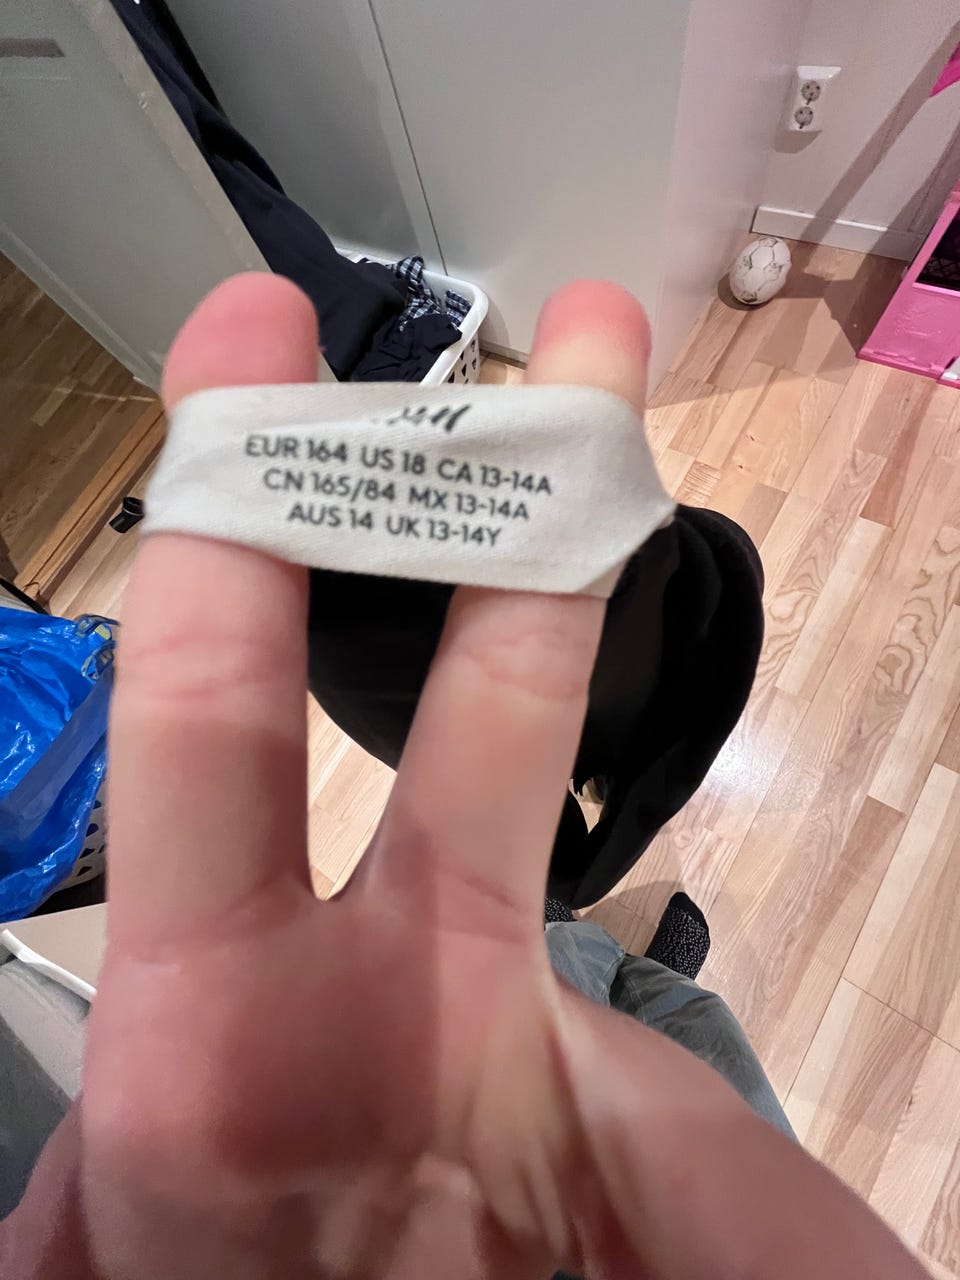 EUR 164 US 18 CA 13-14A
CN 165/84 MX 13-14A
AUS 14 UK 13-14Y